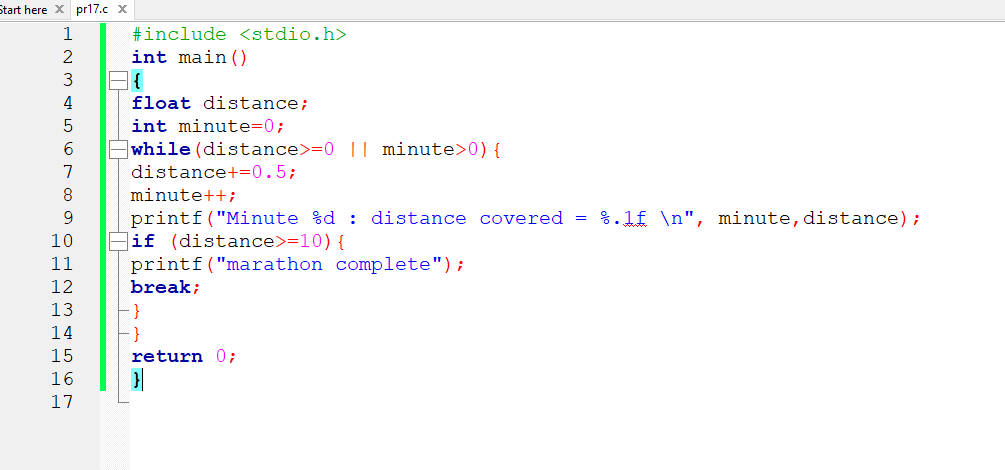 Start here pr17.c
1 #include <stdio.h>
2 int main()
3 {
4 float distance;
5 int minute=0;
6 while(distance>=0 || minute>0){
7 distance+=0.5;
8 minute++;
9 printf("Minute %d : distance covered = %.1f \n", minute,distance);
10 if (distance>=10){
11 printf("marathon complete");
12 break;
13 }
14 }
15 return 0;
16 }
17